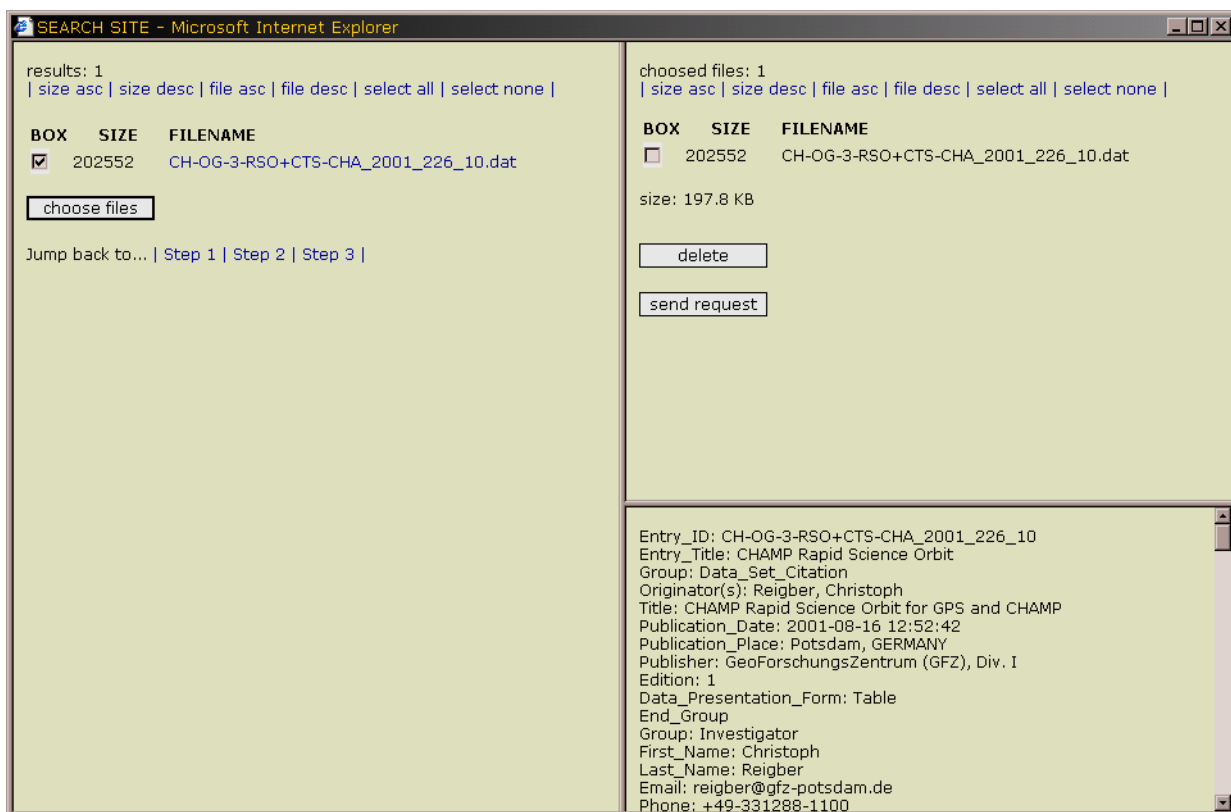 SEARCH SITE - Microsoft Internet Explorer
results: 1
| size asc | size desc | file asc | file desc | select all | select none |
BOX SIZE FILENAME
202552 CH-OG-3-RSO+CTS-CHA_2001_226_10.dat
choose files
Jump back to... | Step 1 | Step 2 | Step 3 |
choosed files: 1
| size asc | size desc | file asc | file desc | select all | select none |
BOX SIZE FILENAME
202552 CH-OG-3-RSO+CTS-CHA_2001_226_10.dat
size: 197.8 KB
delete
send request
Entry_ID: CH-OG-3-RSO+CTS-CHA_2001_226_10
Entry_Title: CHAMP Rapid Science Orbit
Group: Data_Set_Citation
Originator(s): Reigber, Christoph
Title: CHAMP Rapid Science Orbit for GPS and CHAMP
Publication_Date: 2001-08-16 12:52:42
Publication_Place: Potsdam, GERMANY
Publisher: GeoForschungsZentrum (GFZ), Div. I
Edition: 1
Data_Presentation_Form: Table
End_Group
Group: Investigator
First_Name: Christoph
Last_Name: Reigber
Email: reigber@gfz-potsdam.de
Phone: +49-331288-1100